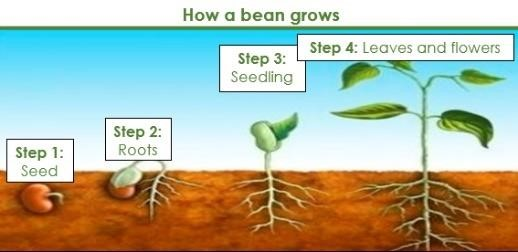 How a bean grows
Step 1:
Seed
Step 2:
Roots
Step 3:
Seedling
Step 4: Leaves and flowers